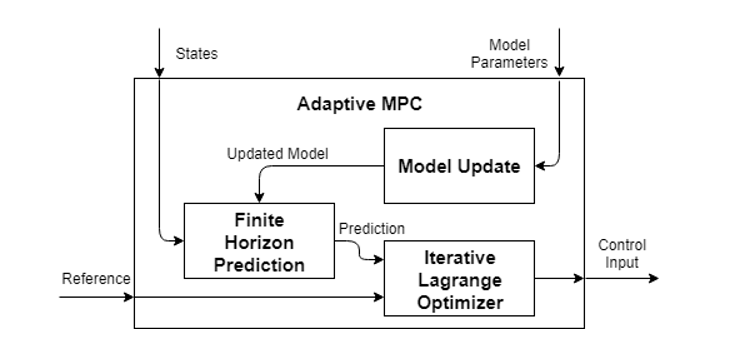 States
Model
Parameters
Adaptive MPC
Updated Model
Model Update
Finite
Horizon
Prediction
Prediction
Iterative
Lagrange
Optimizer
Control
Input
Reference